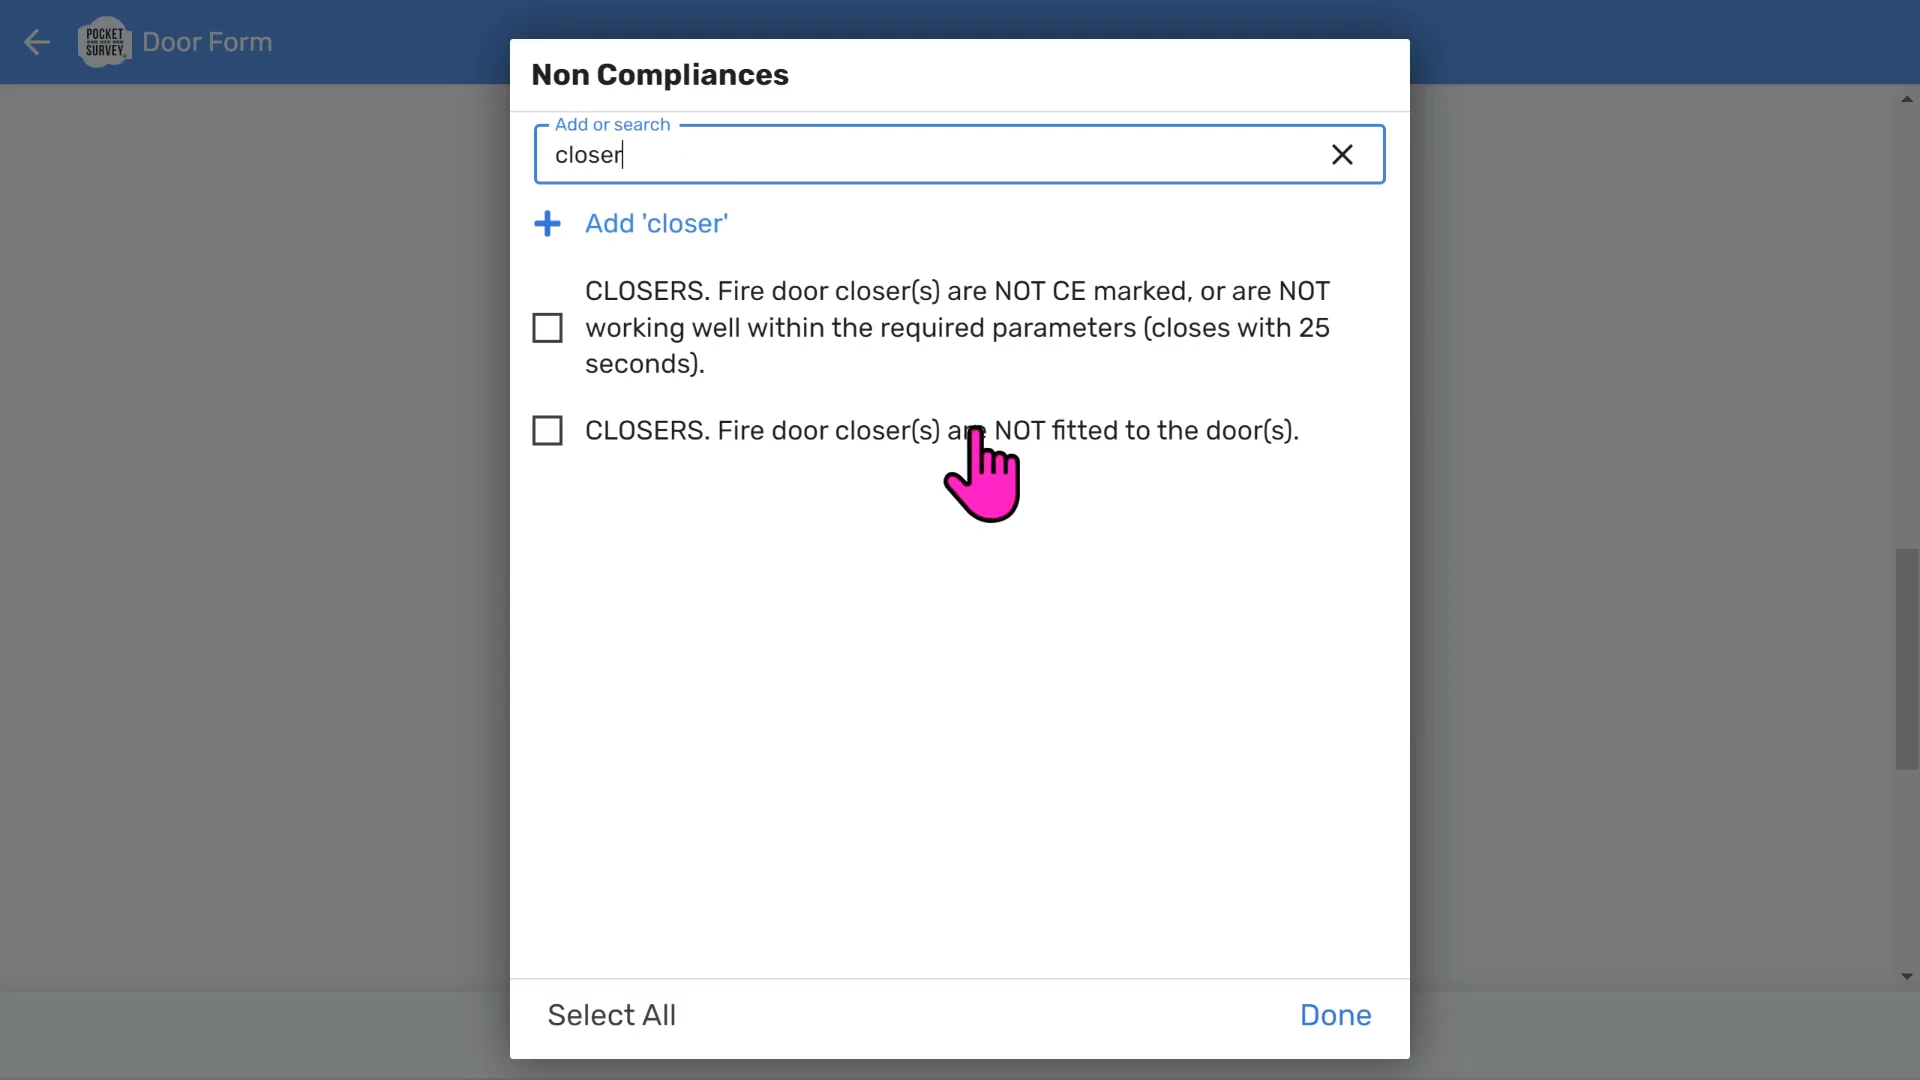 POCKET
SURVEY
Door Form
Non Compliances
Add or search
closer
Add 'closer'
CLOSERS. Fire door closer(s) are NOT CE marked, or are NOT
working well within the required parameters (closes with 25
seconds).
CLOSERS. Fire door closer(s) are NOT fitted to the door(s).
Select All
Done